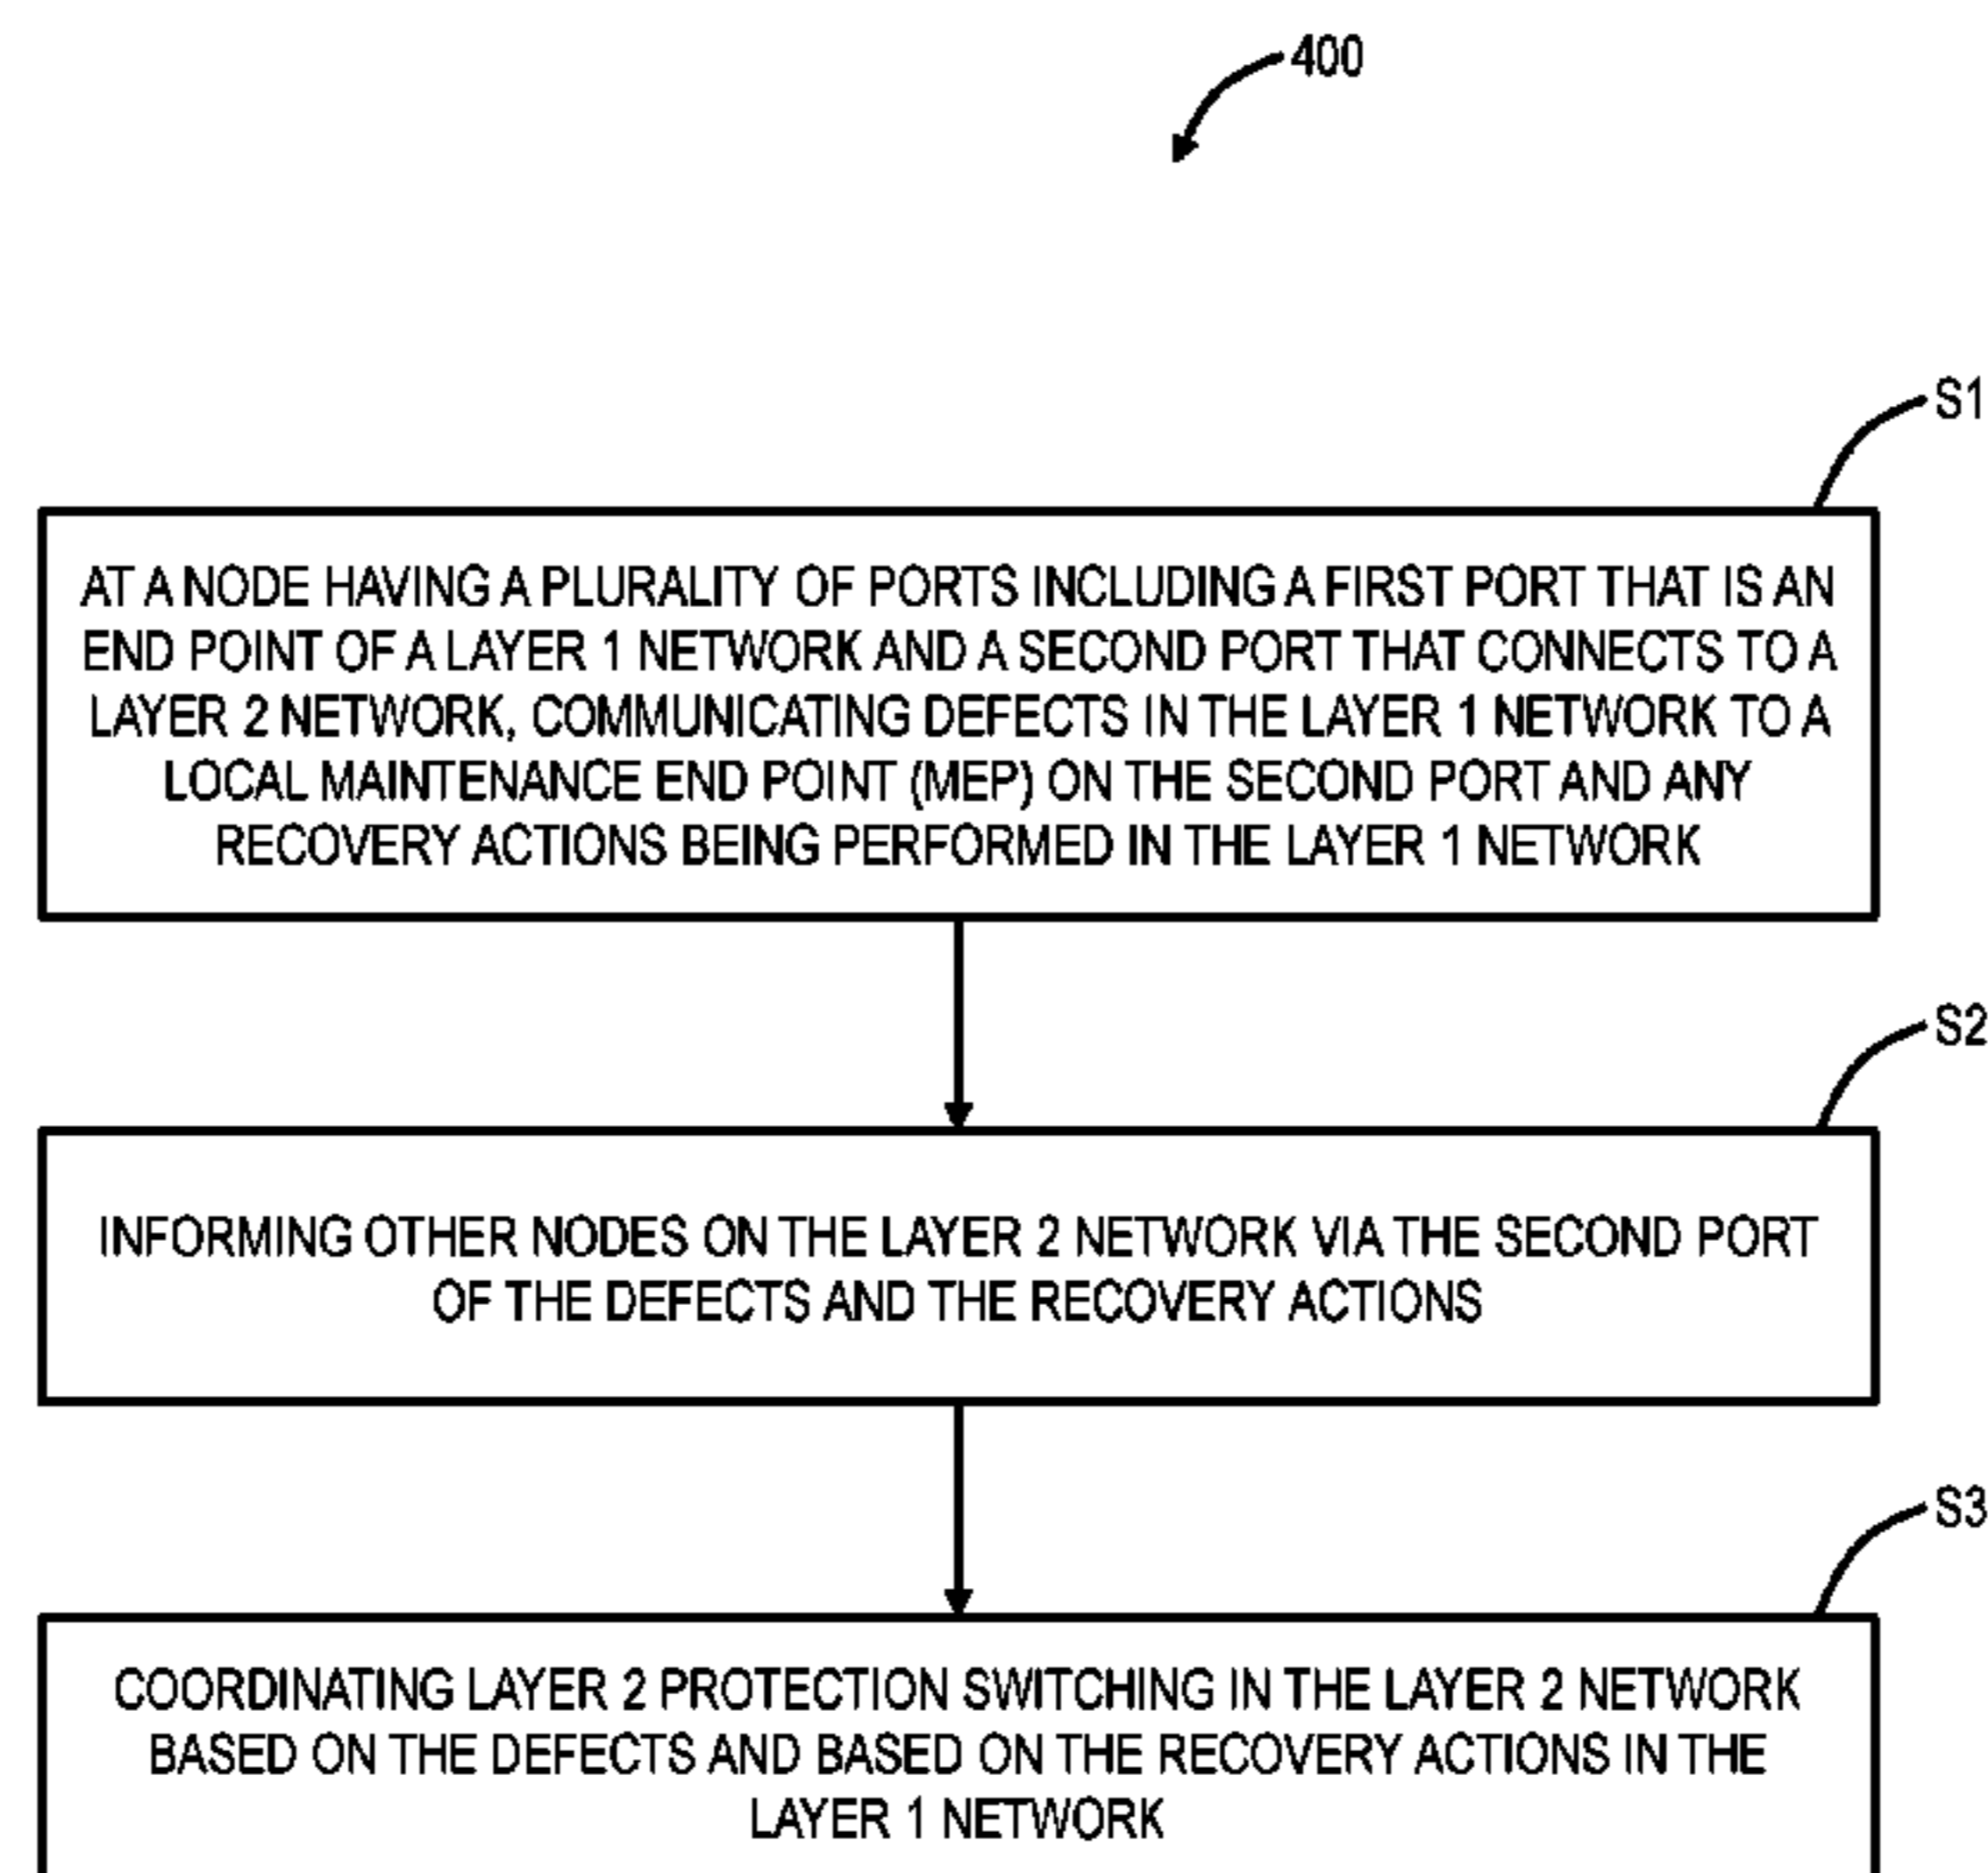 400
S1
AT A NODE HAVING A PLURALITY OF PORTS INCLUDING A FIRST PORT THAT IS AN
END POINT OF A LAYER 1 NETWORK AND A SECOND PORT THAT CONNECTS TO A
LAYER 2 NETWORK, COMMUNICATING DEFECTS IN THE LAYER 1 NETWORK TO A
LOCAL MAINTENANCE END POINT (MEP) ON THE SECOND PORT AND ANY
RECOVERY ACTIONS BEING PERFORMED IN THE LAYER 1 NETWORK
S2
INFORMING OTHER NODES ON THE LAYER 2 NETWORK VIA THE SECOND PORT
OF THE DEFECTS AND THE RECOVERY ACTIONS
S3
COORDINATING LAYER 2 PROTECTION SWITCHING IN THE LAYER 2 NETWORK
BASED ON THE DEFECTS AND BASED ON THE RECOVERY ACTIONS IN THE
LAYER 1 NETWORK